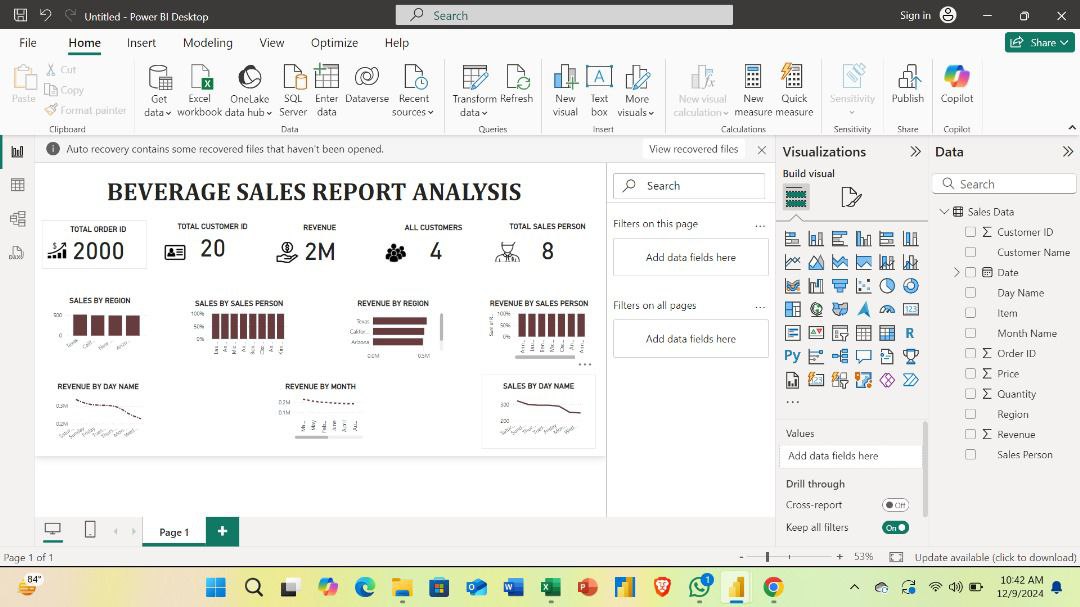 Untitled - Power BI Desktop
Search
Sign in
File
Home
Insert
Modeling
View
Optimize
Help
Share
Paste
Cut
Copy
Format painter
Clipboard
Get data
Excel workbook
OneLake data hub
SQL Server
Enter data
Dataverse
Recent sources
Data
Transform data
Refresh
Queries
New visual
Text box
More visuals
Insert
New visual calculation
New measure
Quick measure
Calculations
Sensitivity
Sensitivity
Publish
Share
Copilot
Copilot
Auto recovery contains some recovered files that haven't been opened.
View recovered files
BEVERAGE SALES REPORT ANALYSIS
TOTAL ORDER ID
2000
TOTAL CUSTOMER ID
20
REVENUE
2M
ALL CUSTOMERS
4
TOTAL SALES PERSON
8
SALES BY REGION
500
0
SALES BY SALES PERSON
100%
50%
0%
REVENUE BY REGION
Texas
Califor...
Arizona
0.0M
0.5M
REVENUE BY SALES PERSON
100%
50%
0%
REVENUE BY DAY NAME
0.3M
0.2M
REVENUE BY MONTH
0.2M
0.1M
SALES BY DAY NAME
300
200
Search
Filters on this page
...
Add data fields here
Filters on all pages
...
Add data fields here
Visualizations
Build visual
123
R
Py
...
Values
Add data fields here
Drill through
Cross-report
Off
Keep all filters
On
Data
Search
Sales Data
Customer ID
Customer Name
Date
Day Name
Item
Month Name
Order ID
Price
Quantity
Region
Revenue
Sales Person
Page 1
+
Page 1 of 1
- + 53%
Update available (click to download)
84°
1
10:42 AM
12/9/2024